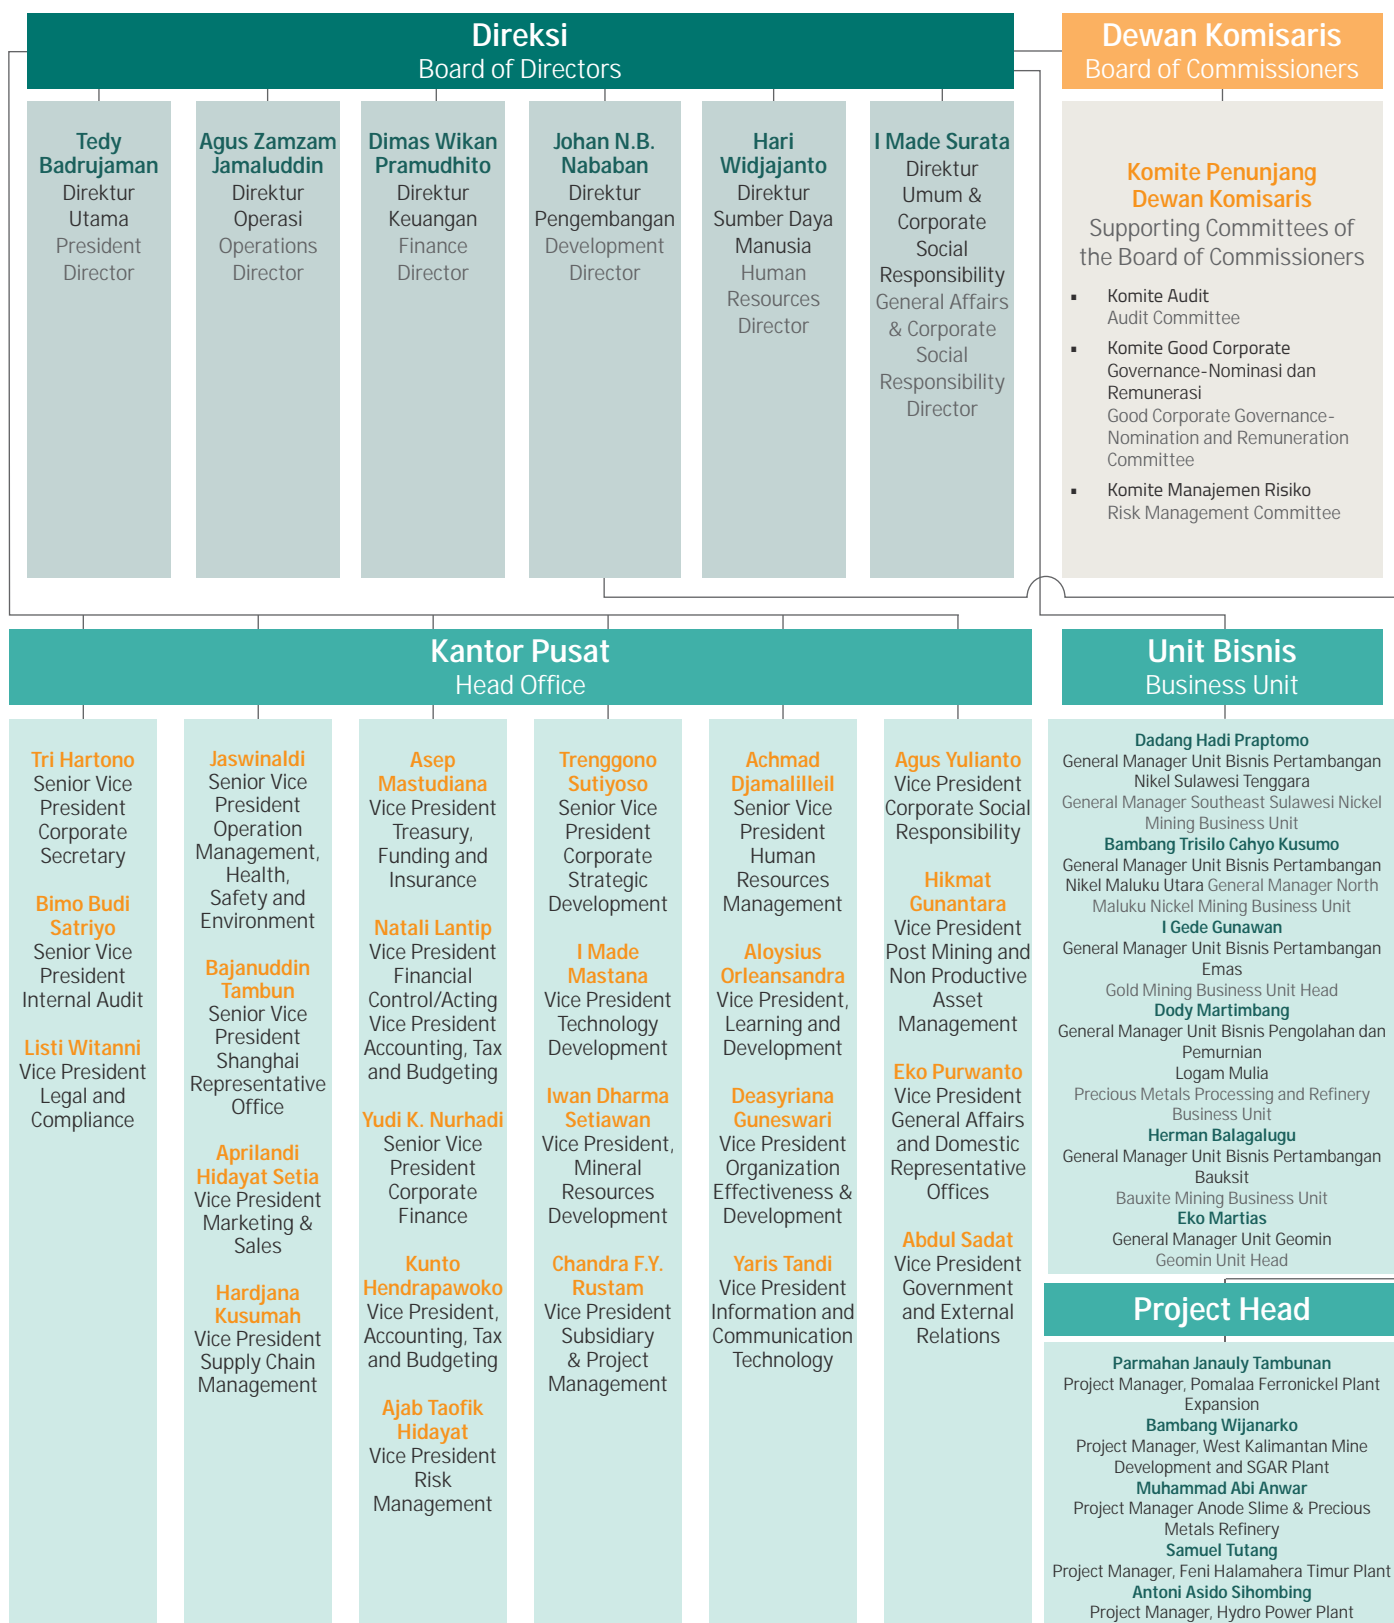 Direksi
Board of Directors
Dewan Komisaris
Board of Commissioners
Tedy
Badrujaman
Direktur
Utama
President
Director
Agus Zamzam
Jamaluddin
Direktur
Operasi
Operations
Director
Dimas Wikan
Pramudhito
Direktur
Keuangan
Finance
Director
Johan N.B.
Nababan
Direktur
Pengembangan
Development
Director
Hari
Widjajanto
Direktur
Sumber Daya
Manusia
Human
Resources
Director
I Made Surata
Direktur
Umum &
Corporate
Social
Responsibility
General Affairs
& Corporate
Social
Responsibility
Director
Komite Penunjang
Dewan Komisaris
Supporting Committees of
the Board of Commissioners
▪ Komite Audit
Audit Committee
▪ Komite Good Corporate
Governance-Nominasi dan
Remunerasi
Good Corporate Governance-
Nomination and Remuneration
Committee
▪ Komite Manajemen Risiko
Risk Management Committee
Kantor Pusat
Head Office
Tri Hartono
Senior Vice
President
Corporate
Secretary
Bimo Budi
Satriyo
Senior Vice
President
Internal Audit
Listi Witanni
Vice President
Legal and
Compliance
Jaswinaldi
Senior Vice
President
Operation
Management,
Health,
Safety and
Environment
Bajanuddin
Tambun
Senior Vice
President
Shanghai
Representative
Office
Aprilandi
Hidayat Setia
Vice President
Marketing &
Sales
Hardjana
Kusumah
Vice President
Supply Chain
Management
Asep
Mastudiana
Vice President
Treasury,
Funding and
Insurance
Natali Lantip
Vice President
Financial
Control/Acting
Vice President
Accounting, Tax
and Budgeting
Yudi K. Nurhadi
Senior Vice
President
Corporate
Finance
Kunto
Hendrapawoko
Vice President,
Accounting, Tax
and Budgeting
Ajab Taofik
Hidayat
Vice President
Risk
Management
Trenggono
Sutiyoso
Senior Vice
President
Corporate
Strategic
Development
I Made
Mastana
Vice President
Technology
Development
Iwan Dharma
Setiawan
Vice President,
Mineral
Resources
Development
Chandra F.Y.
Rustam
Vice President
Subsidiary
& Project
Management
Achmad
Djamalilleil
Senior Vice
President
Human
Resources
Management
Aloysius
Orleansandra
Vice President,
Learning and
Development
Deasyriana
Guneswari
Vice President
Organization
Effectiveness &
Development
Yaris Tandi
Vice President
Information and
Communication
Technology
Agus Yulianto
Vice President
Corporate Social
Responsibility
Hikmat
Gunantara
Vice President
Post Mining and
Non Productive
Asset
Management
Eko Purwanto
Vice President
General Affairs
and Domestic
Representative
Offices
Abdul Sadat
Vice President
Government
and External
Relations
Unit Bisnis
Business Unit
Dadang Hadi Praptomo
General Manager Unit Bisnis Pertambangan
Nikel Sulawesi Tenggara
General Manager Southeast Sulawesi Nickel
Mining Business Unit
Bambang Trisilo Cahyo Kusumo
General Manager Unit Bisnis Pertambangan
Nikel Maluku Utara General Manager North
Maluku Nickel Mining Business Unit
I Gede Gunawan
General Manager Unit Bisnis Pertambangan
Emas
Gold Mining Business Unit Head
Dody Martimbang
General Manager Unit Bisnis Pengolahan dan
Pemurnian
Logam Mulia
Precious Metals Processing and Refinery
Business Unit
Herman Balagalugu
General Manager Unit Bisnis Pertambangan
Bauksit
Bauxite Mining Business Unit
Eko Martias
General Manager Unit Geomin
Geomin Unit Head
Project Head
Parmahan Janauly Tambunan
Project Manager, Pomalaa Ferronickel Plant
Expansion
Bambang Wijanarko
Project Manager, West Kalimantan Mine
Development and SGAR Plant
Muhammad Abi Anwar
Project Manager Anode Slime & Precious
Metals Refinery
Samuel Tutang
Project Manager, Feni Halamahera Timur Plant
Antoni Asido Sihombing
Project Manager, Hydro Power Plant